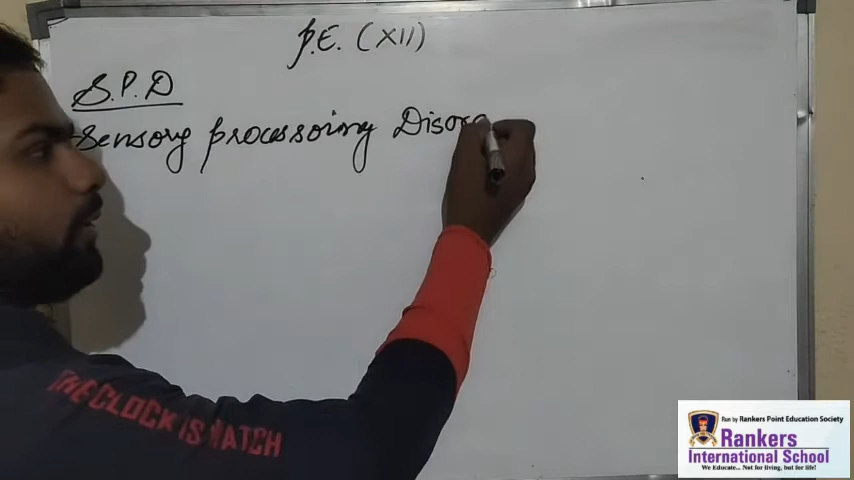 P.E. (XII)
S.P.D
Sensory processoing Diso
THE CLOCK IS WATCH
Run by Rankers Point Education Society
Rankers
International School
"We Educate... Not for living, but for life!